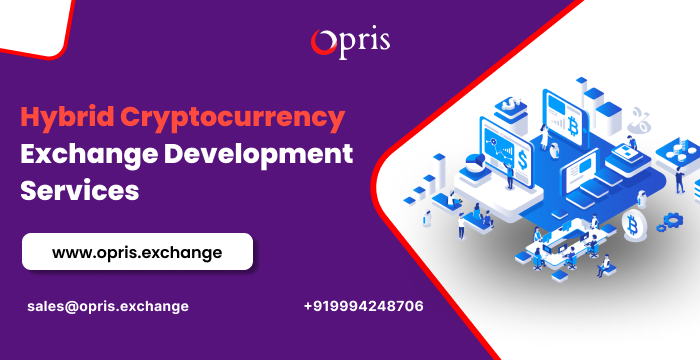 Opris
Hybrid Cryptocurrency
Exchange Development
Services
www.opris.exchange
sales@opris.exchange
+919994248706